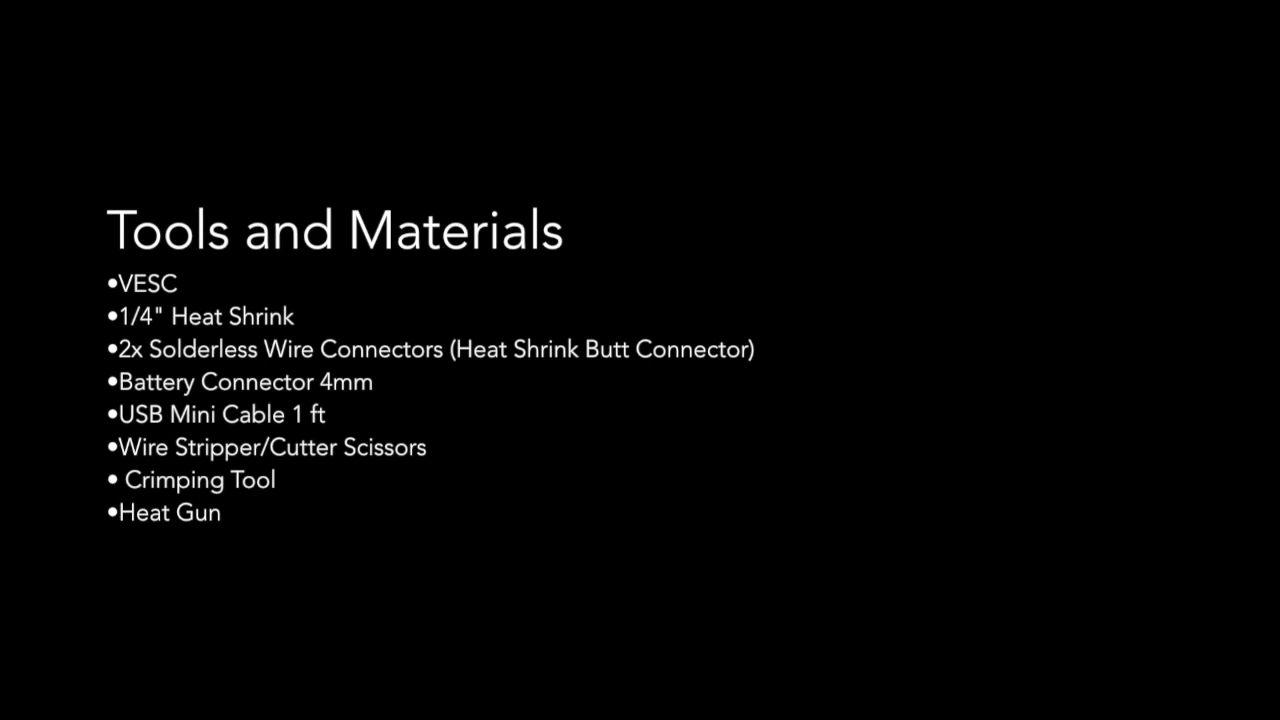 Tools and Materials
•VESC
•1/4" Heat Shrink
•2x Solderless Wire Connectors (Heat Shrink Butt Connector)
•Battery Connector 4mm
•USB Mini Cable 1 ft
•Wire Stripper/Cutter Scissors
• Crimping Tool
•Heat Gun